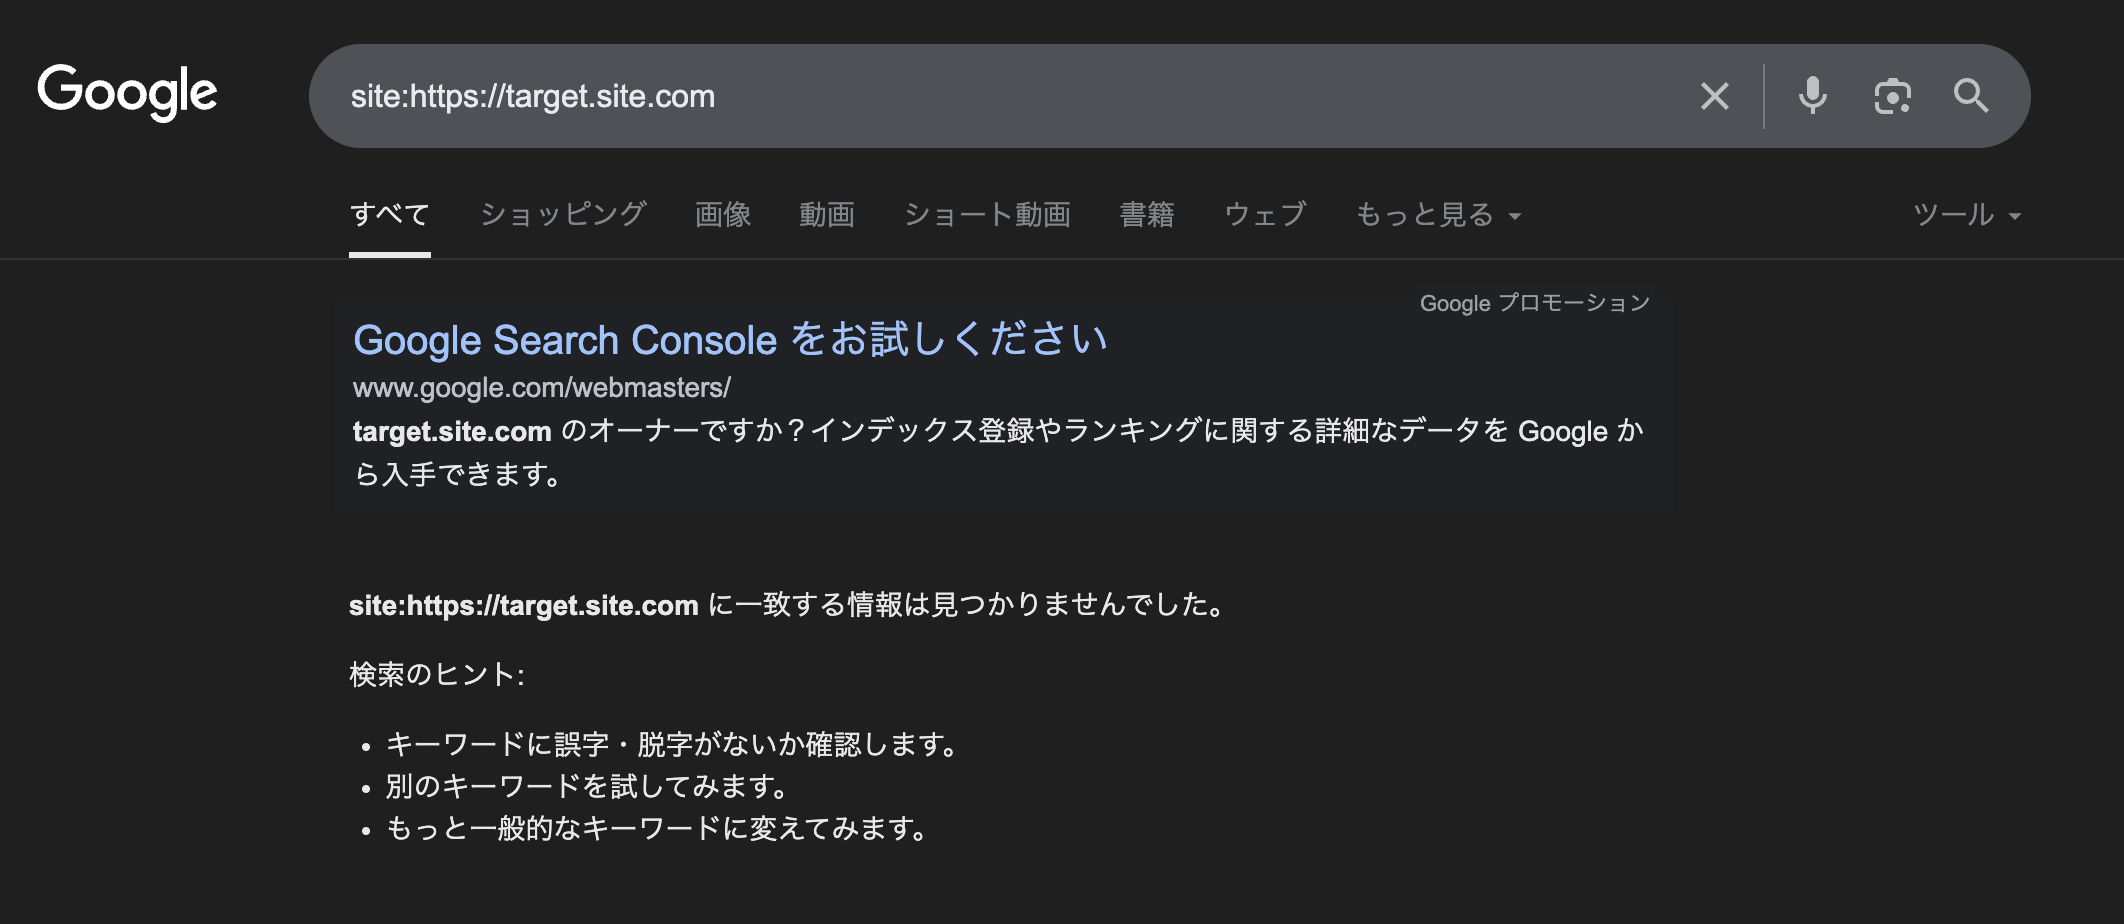 Google
site:https://target.site.com
すべて ショッピング 画像 動画 ショート動画 書籍 ウェブ もっと見る ツール
Google プロモーション
Google Search Console をお試しください
www.google.com/webmasters/
target.site.com のオーナーですか？インデックス登録やランキングに関する詳細なデータを Google か
ら入手できます。
site:https://target.site.com に一致する情報は見つかりませんでした。
検索のヒント:
• キーワードに誤字・脱字がないか確認します。
• 別のキーワードを試してみます。
• もっと一般的なキーワードに変えてみます。